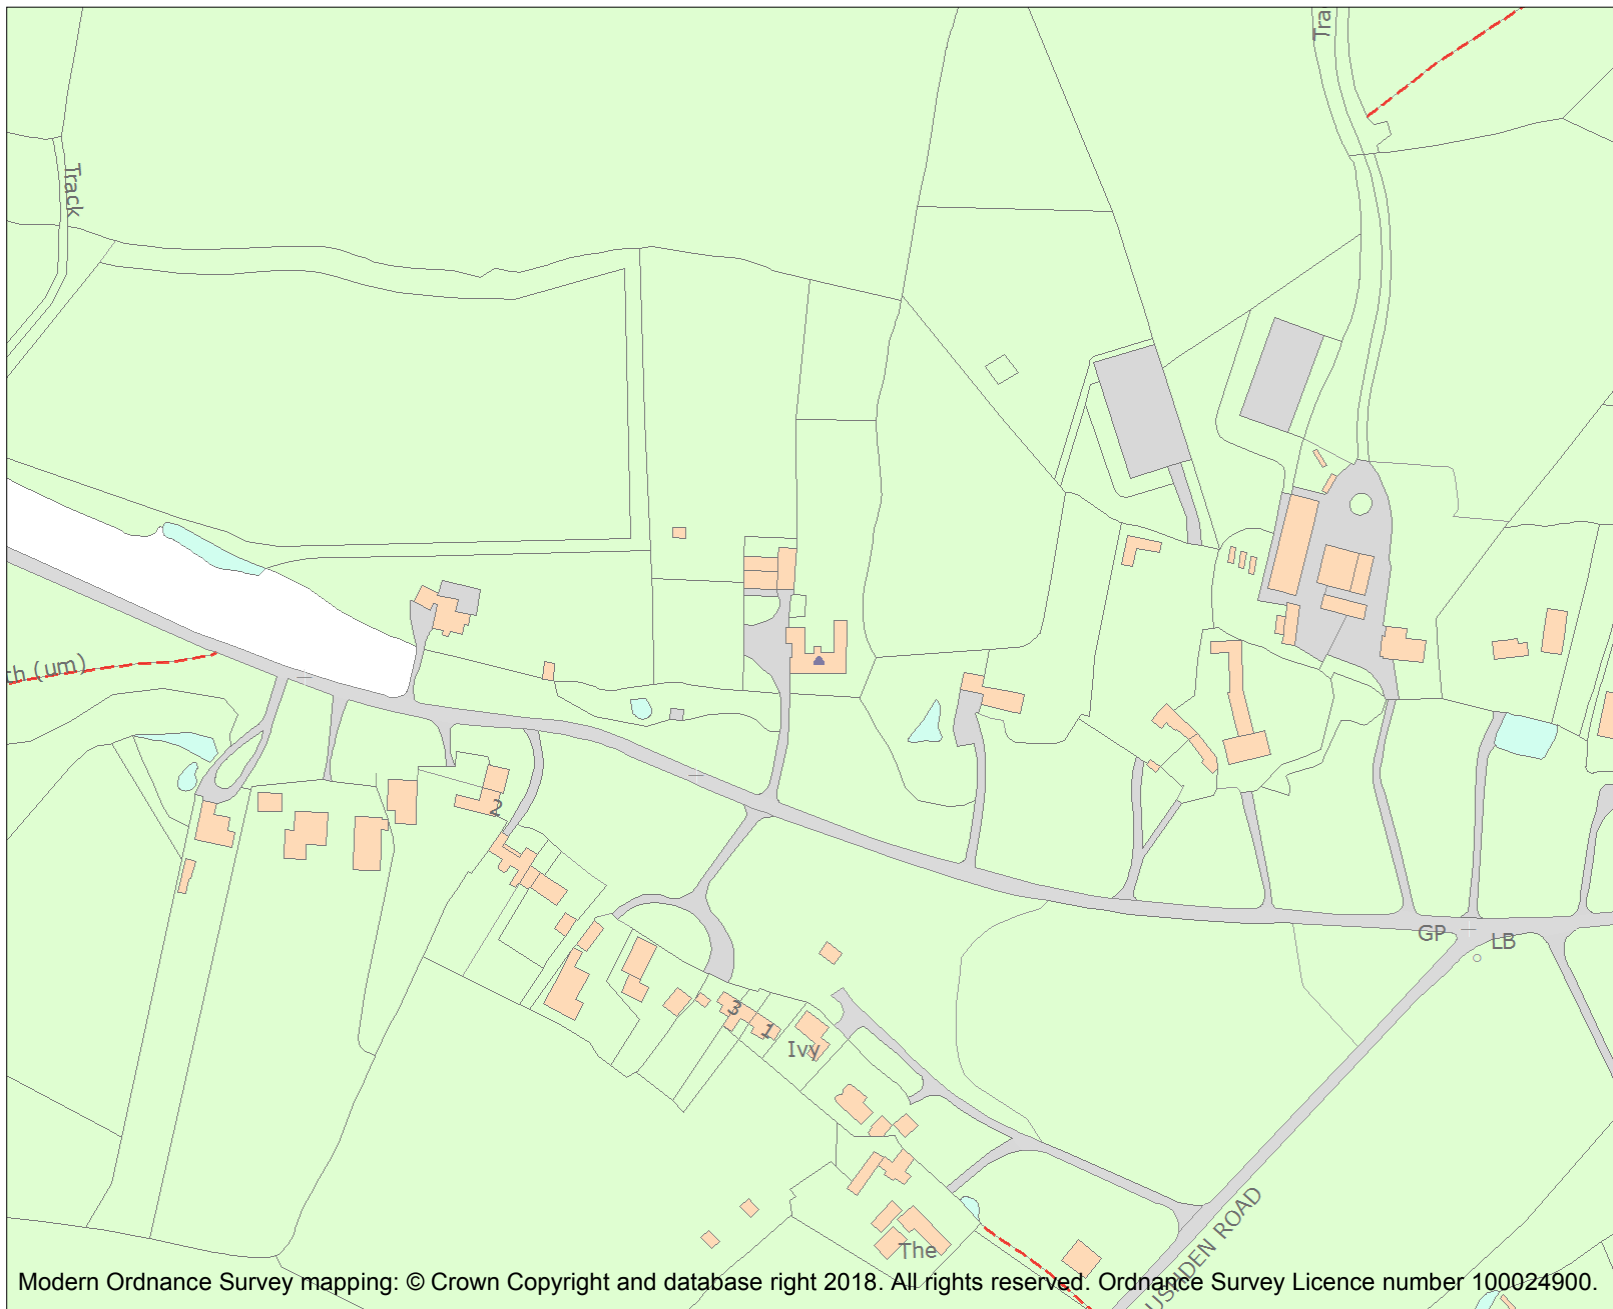 Tra
Track
th (um)
2
GP
LB
3
1
Ivy
USHDEN ROAD
The
Modern Ordnance Survey mapping: © Crown Copyright and database right 2018. All rights reserved. Ordnance Survey Licence number 100024900.